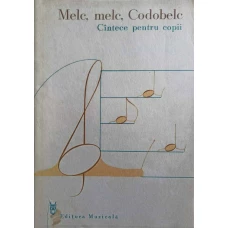 Melc, melc, Codobelc
Cîntece pentru copii
Editura Muzicală